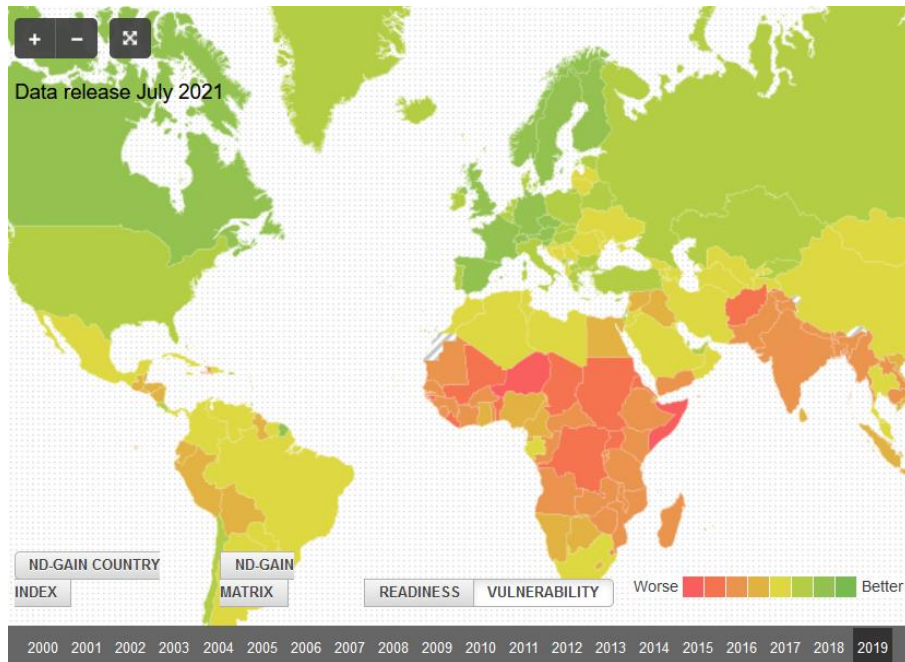 + −
Data release July 2021
ND-GAIN COUNTRY
INDEX
ND-GAIN
MATRIX
READINESS VULNERABILITY
Worse Better
2000 2001 2002 2003 2004 2005 2006 2007 2008 2009 2010 2011 2012 2013 2014 2015 2016 2017 2018 2019